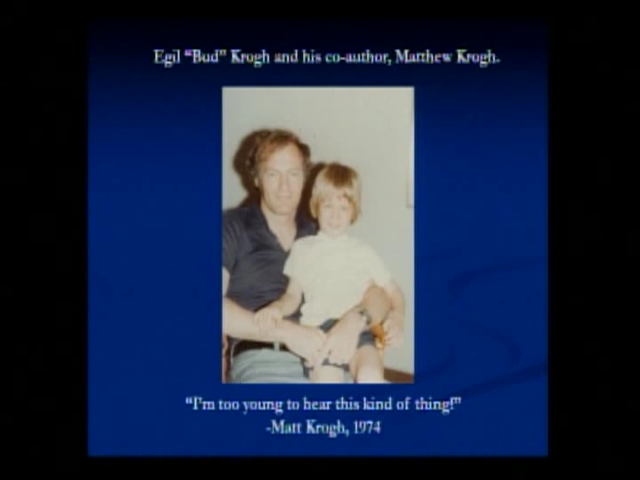 Egil “Bud” Krogh and his co-author, Matthew Krogh.
“I'm too young to hear this kind of thing!”
-Matt Krogh, 1974